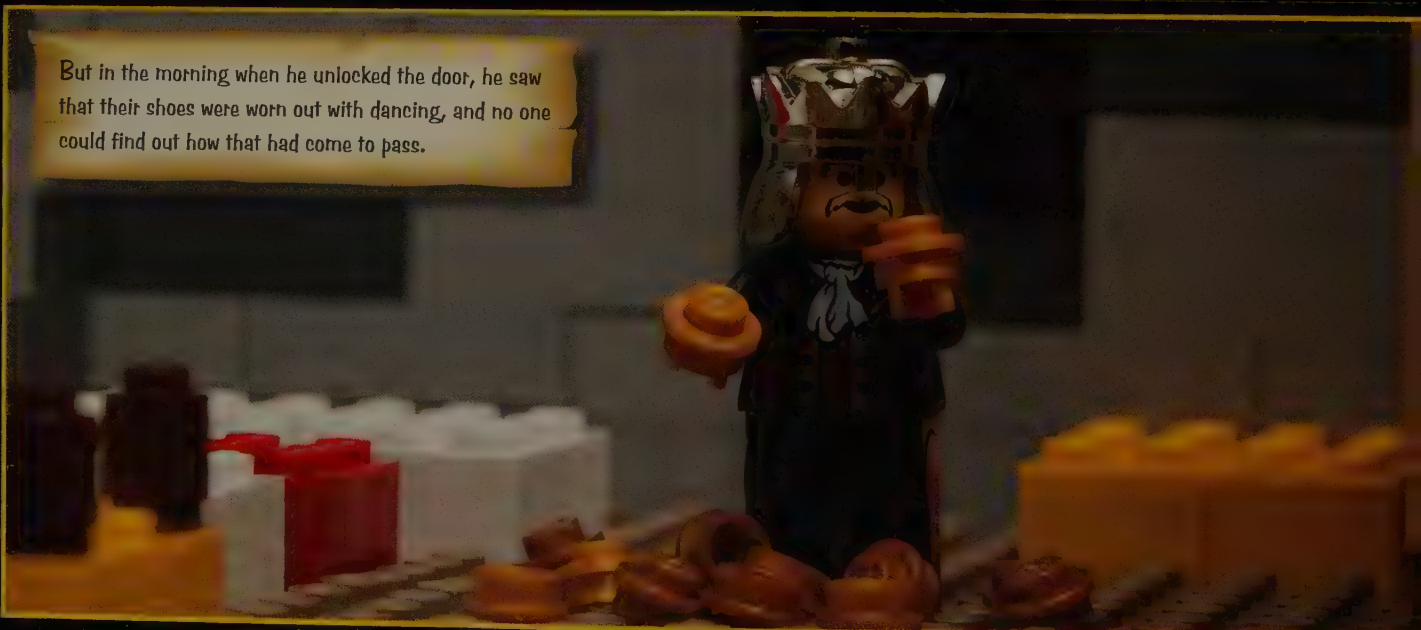 But in the morning when he unlocked the door, he saw
that their shoes were worn out with dancing, and no one
could find out how that had come to pass.